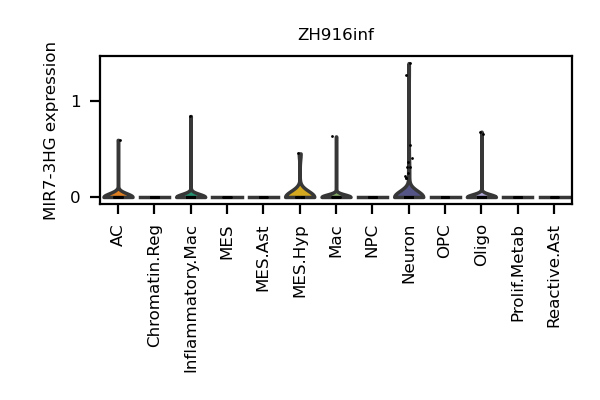 ZH916inf
MIR7-3HG expression
1
0
AC
Chromatin.Reg
Inflammatory.Mac
MES
MES.Ast
MES.Hyp
Mac
NPC
Neuron
OPC
Oligo
Prolif.Metab
Reactive.Ast